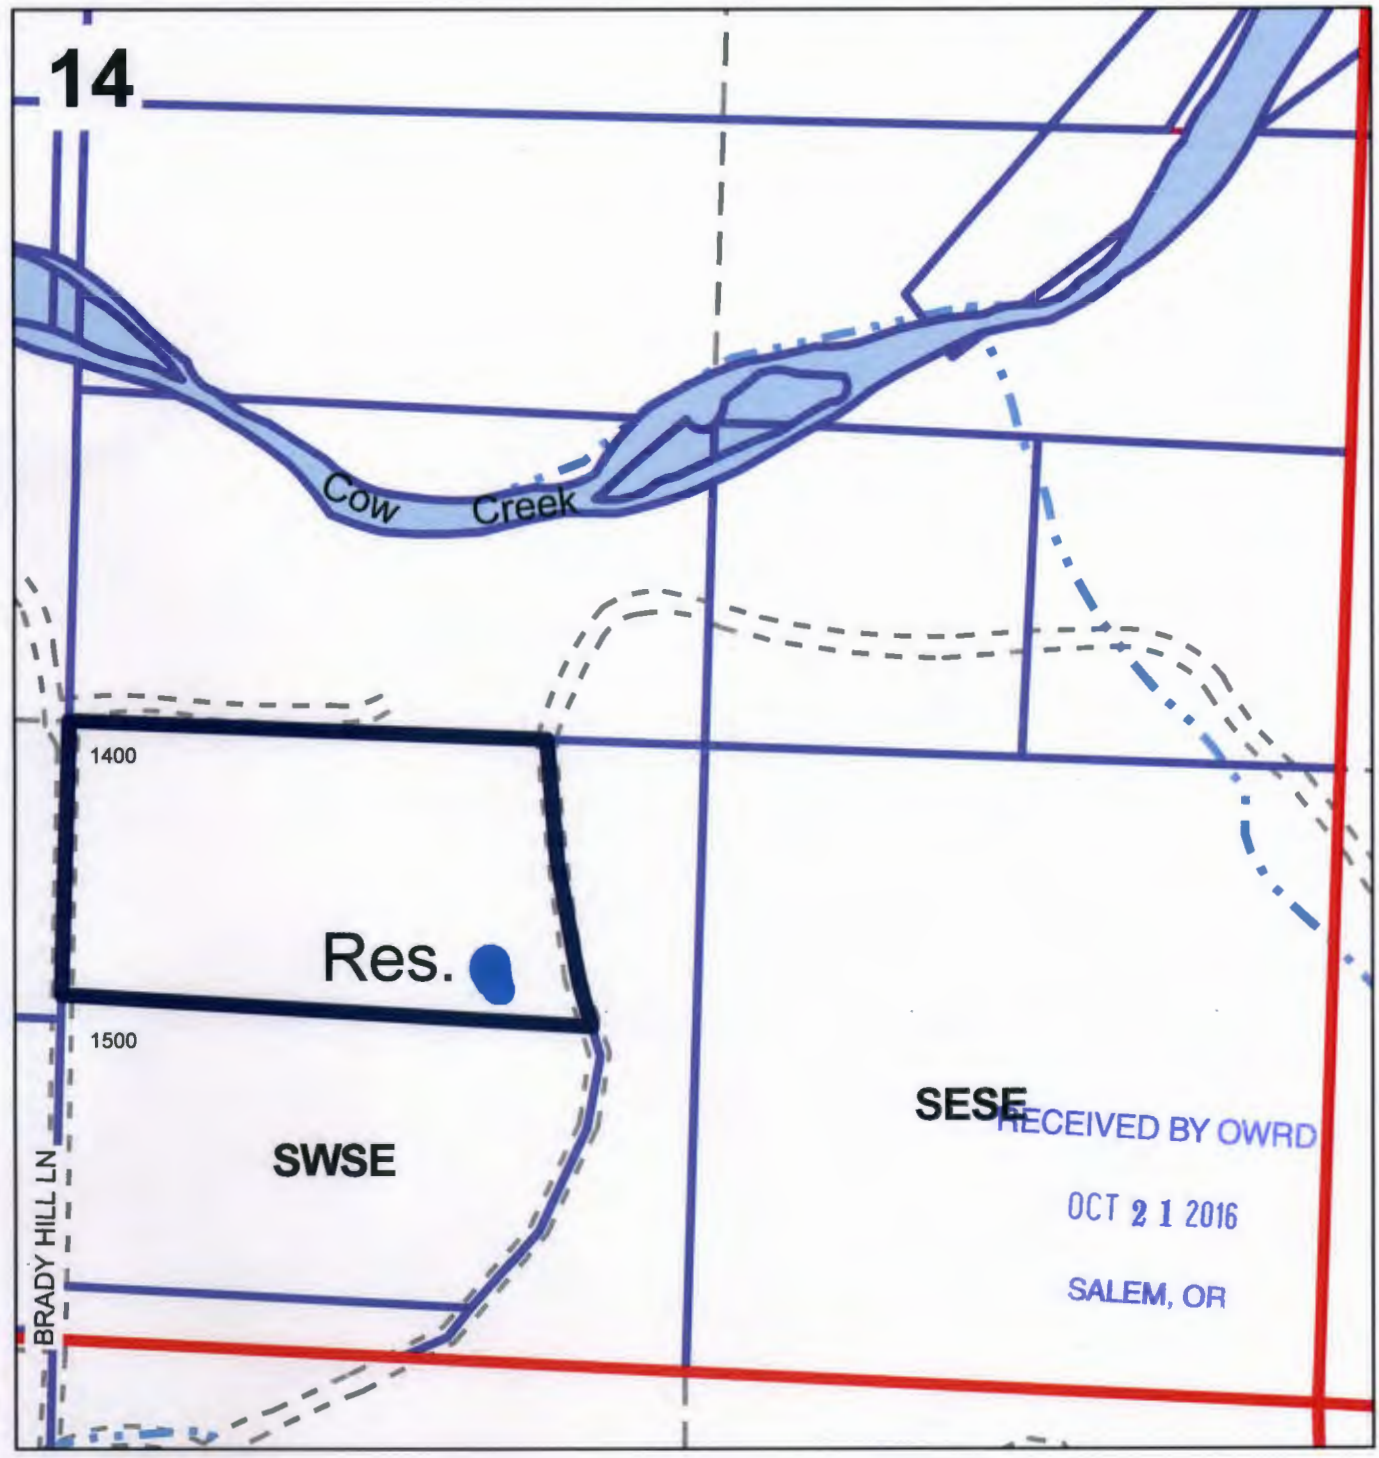 14
Cow Creek
1400
Res.
1500
SESE
RECEIVED BY OWRD
SWSE
OCT 21 2016
SALEM, OR
BRADY HILL LN